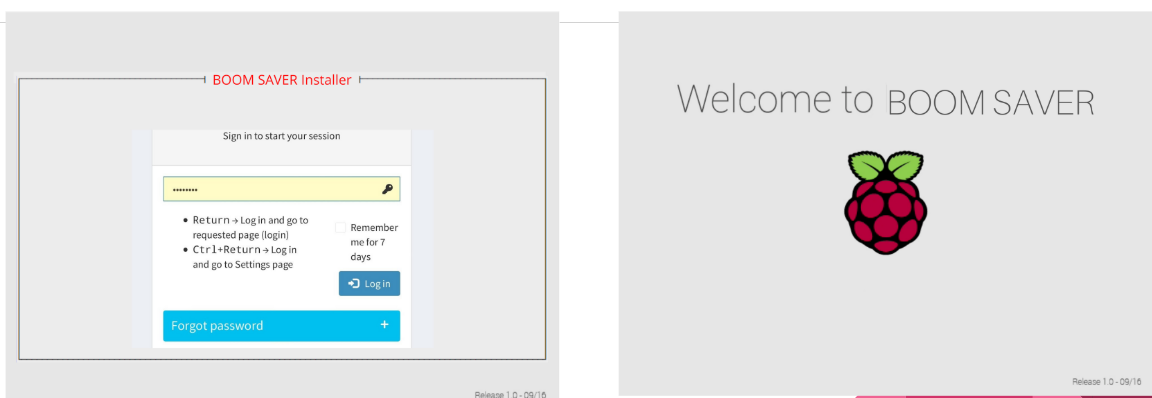 BOOM SAVER Installer
Sign in to start your session
••••••••
Return → Log in and go to
requested page (login)
Ctrl+Return → Log in
and go to Settings page
Remember
me for 7
days
Log in
Forgot password +
Release 1.0 - 09/16
Welcome to BOOM SAVER
Release 1.0 - 09/16